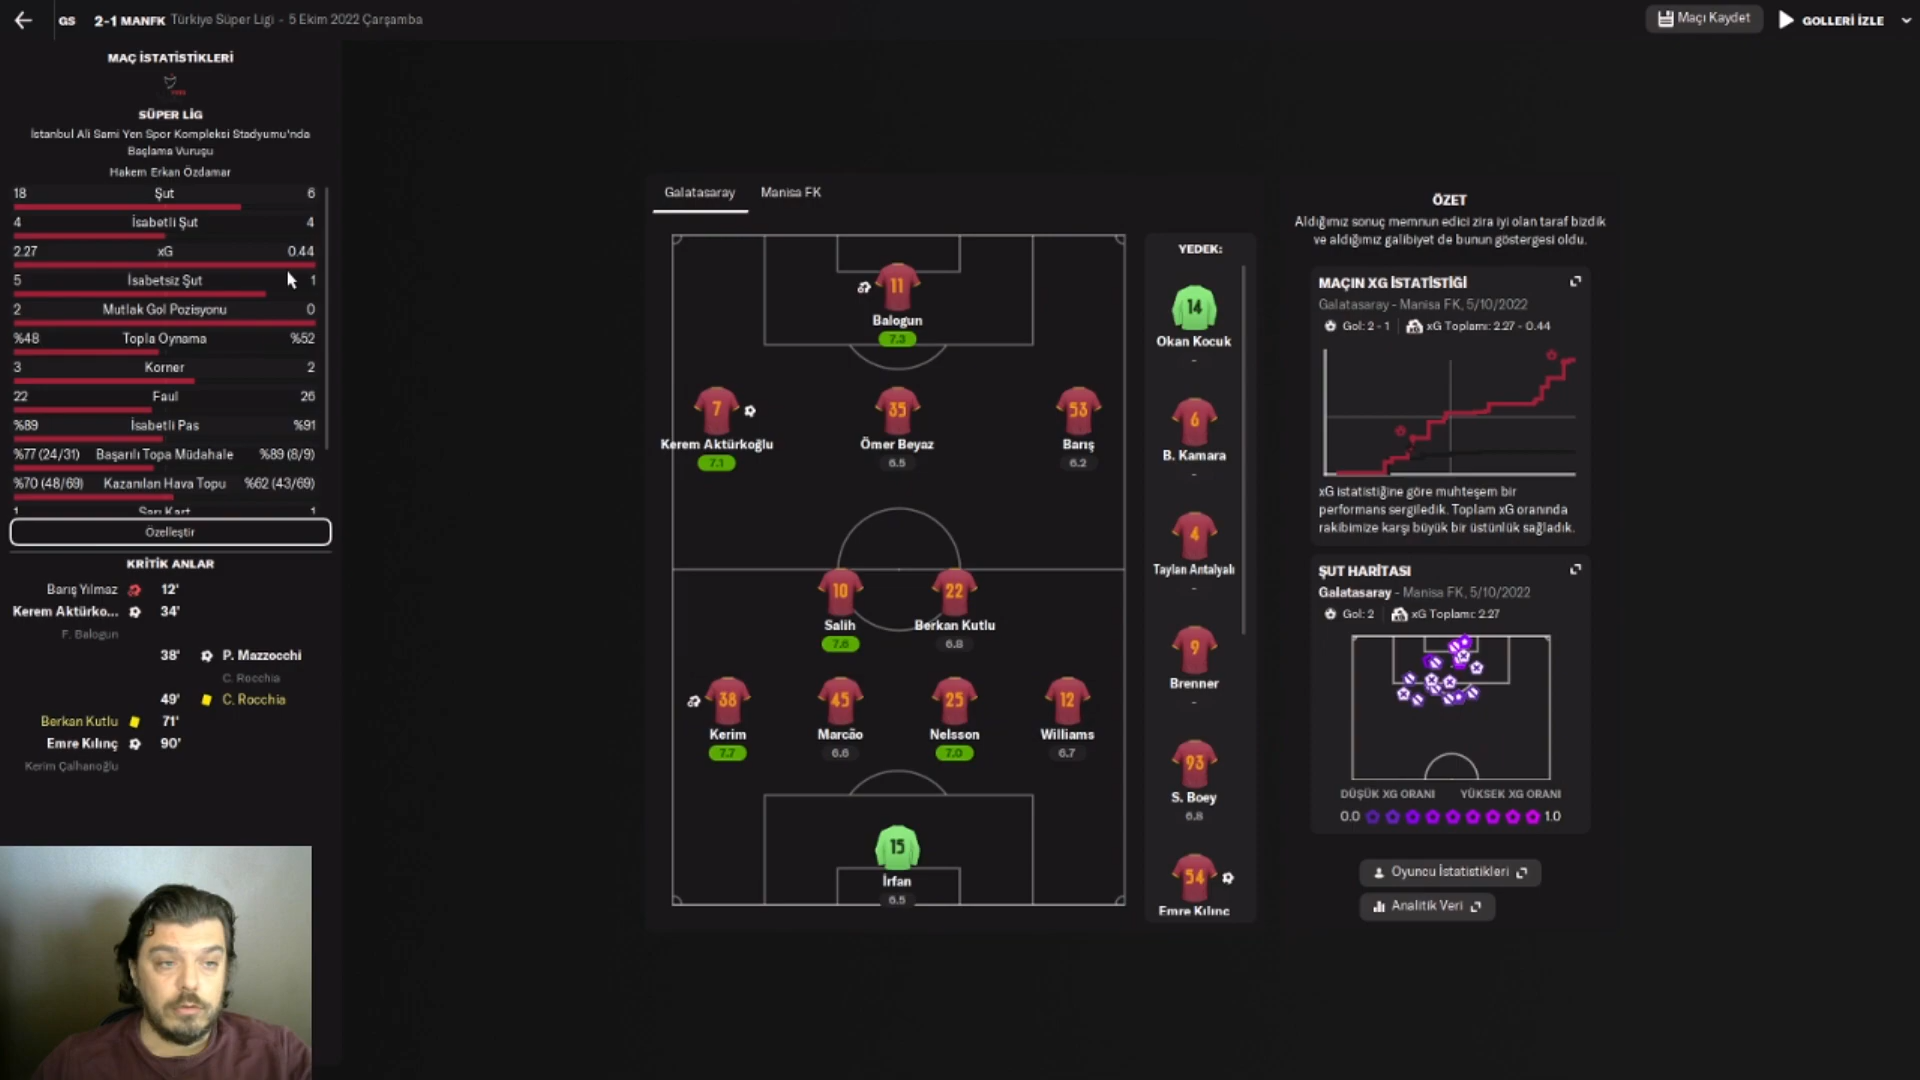 GS 2-1 MANFK Türkiye Süper Ligi - 5 Ekim 2022 Çarşamba
Maçı Kaydet
GOLLERİ İZLE
MAÇ İSTATİSTİKLERİ
SÜPER LİG
İstanbul Ali Sami Yen Spor Kompleksi Stadyumu'nda
Başlama Vuruşu
Hakem Erkan Özdamar
18 Şut 6
4 İsabetli Şut 4
2.27 xG 0.44
5 İsabetsiz Şut 1
2 Mutlak Gol Pozisyonu 0
%48 Topla Oynama %52
3 Korner 2
22 Faul 26
%89 İsabetli Pas %91
%77 (24/31) Başarılı Topa Müdahale %89 (8/9)
%70 (48/69) Kazanılan Hava Topu %62 (43/69)
1 Sarı Kart 1
Özelleştir
KRİTİK ANLAR
Barış Yılmaz 12'
Kerem Aktürko... 34'
F. Balogun
38' P. Mazzocchi
C. Rocchia
49' C. Rocchia
Berkan Kutlu 71'
Emre Kılınç 90'
Kerim Çalhanoğlu
Galatasaray
Manisa FK
11
Balogun
7.3
7
Kerem Aktürkoğlu
7.1
35
Ömer Beyaz
6.5
53
Barış
6.2
10
Salih
7.6
22
Berkan Kutlu
6.8
38
Kerim
7.7
45
Marcão
6.6
25
Nelsson
7.0
12
Williams
6.7
15
İrfan
6.5
YEDEK:
14
Okan Kocuk
-
6
B. Kamara
-
4
Taylan Antalyalı
-
9
Brenner
-
93
S. Boey
6.8
54
Emre Kılınç
ÖZET
Aldığımız sonuç memnun edici zira iyi olan taraf bizdik
ve aldığımız galibiyet de bunun göstergesi oldu.
MAÇIN XG İSTATİSTİĞİ
Galatasaray - Manisa FK, 5/10/2022
Gol: 2 - 1 xG Toplamı: 2.27 - 0.44
xG istatistiğine göre muhteşem bir
performans sergiledik. Toplam xG oranında
rakibimize karşı büyük bir üstünlük sağladık.
ŞUT HARİTASI
Galatasaray - Manisa FK, 5/10/2022
Gol: 2 xG Toplamı: 2.27
DÜŞÜK XG ORANI YÜKSEK XG ORANI
0.0 1.0
Oyuncu İstatistikleri
Analitik Veri